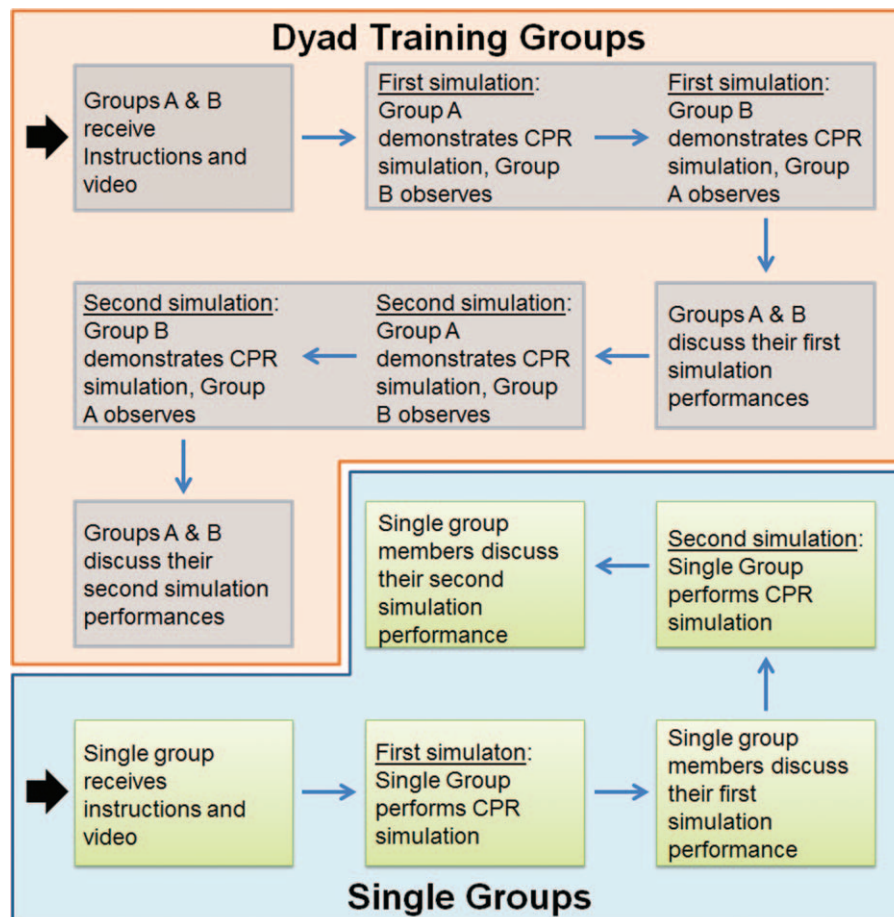 Dyad Training Groups
Groups A & B
receive
Instructions and
video
First simulation:
Group A
demonstrates CPR
simulation, Group
B observes
First simulation:
Group B
demonstrates CPR
simulation, Group
A observes
Groups A & B
discuss their first
simulation
performances
Second simulation:
Group A
demonstrates CPR
simulation, Group
B observes
Second simulation:
Group B
demonstrates CPR
simulation, Group
A observes
Groups A & B
discuss their
second simulation
performances
Single group
receives
instructions and
video
First simulaton:
Single Group
performs CPR
simulation
Single group
members discuss
their first
simulation
performance
Second simulation:
Single Group
performs CPR
simulation
Single group
members discuss
their second
simulation
performance
Single Groups